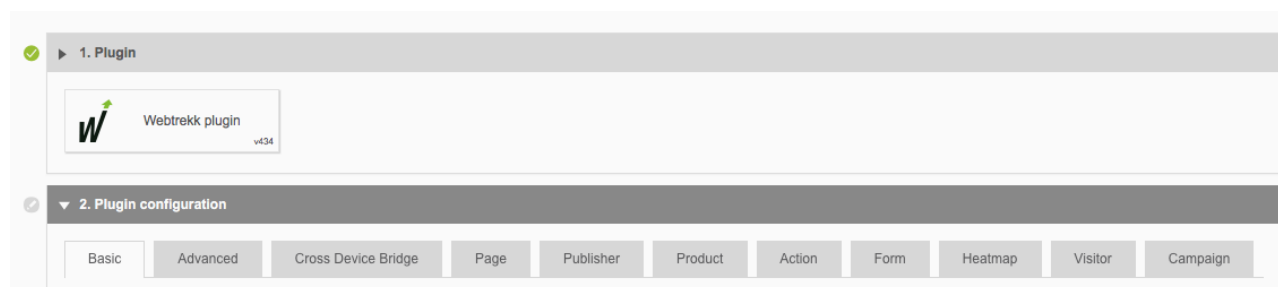 1. Plugin
Webtrekk plugin
v434
2. Plugin configuration
Basic Advanced Cross Device Bridge Page Publisher Product Action Form Heatmap Visitor Campaign